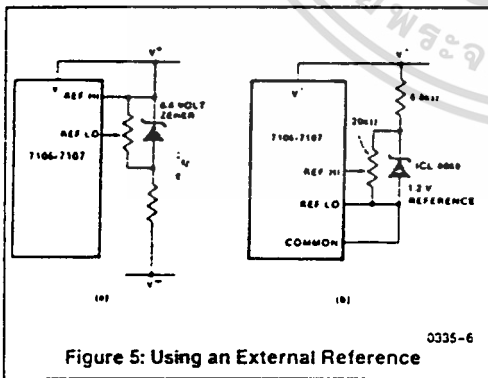 V+
V
REF HI
6.8 VOLT
ZENER
REF LO
7106-7107
IZ
V−
(a)
V+
V+
6.8kΩ
20kΩ
7106-7107
ICL 8069
REF HI
1.2 V
REFERENCE
REF LO
COMMON
(b)
0335-6
Figure 5: Using an External Reference